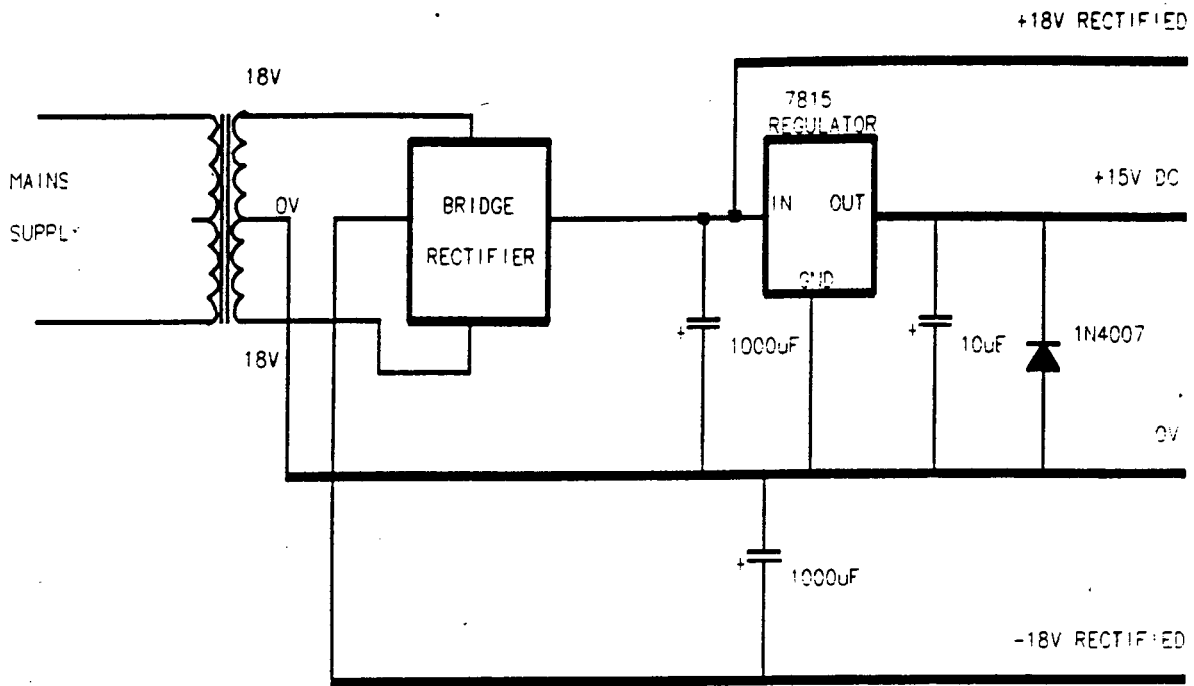 +18V RECTIFIED
18V
7815
REGULATOR
MAINS
SUPPLY
0V
BRIDGE
RECTIFIER
IN
OUT
GND
+15V DC
+
1000uF
+
10uF
1N4007
18V
0V
+
1000uF
-18V RECTIFIED